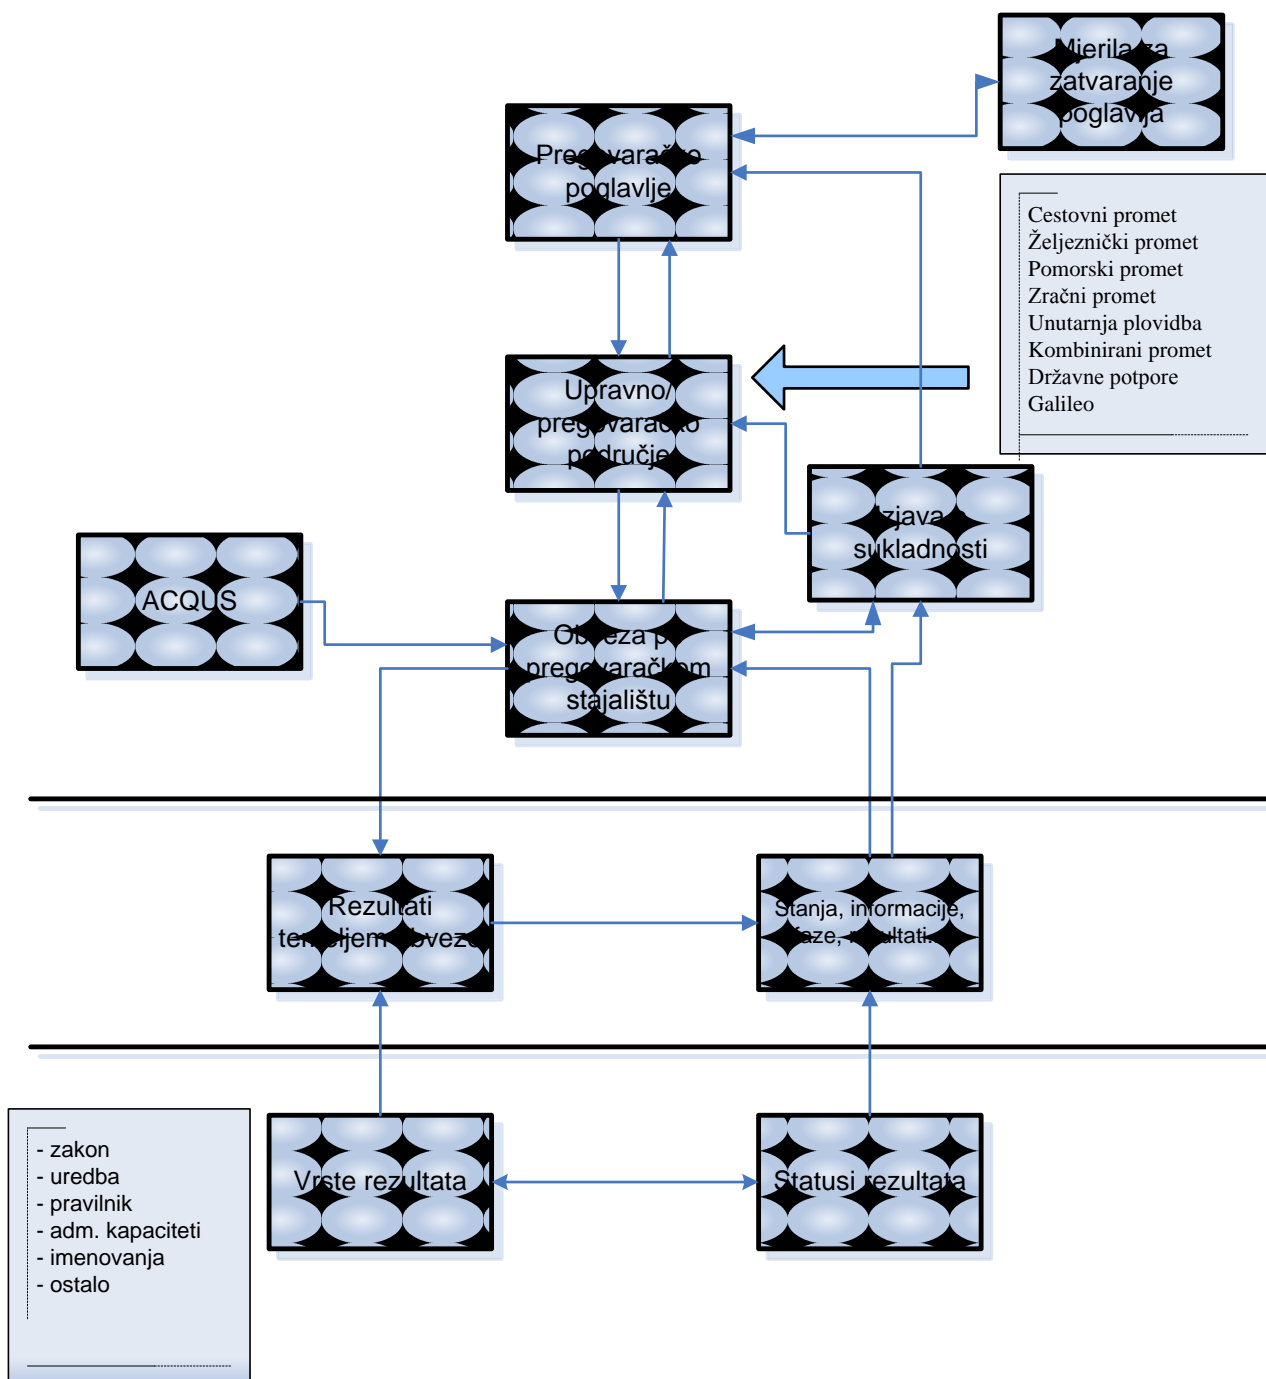 Mjerila za
zatvaranje
poglavlja
Pregovaračko
poglavlje
Cestovni promet
Željeznički promet
Pomorski promet
Zračni promet
Unutarnja plovidba
Kombinirani promet
Državne potpore
Galileo
Upravno/
pregovaračko
područje
Izjava o
sukladnosti
ACQUS
Obveza po
pregovaračkom
stajalištu
Rezultati
temeljem obveza
Stanja, informacije,
faze, rezultati..
- zakon
- uredba
- pravilnik
- adm. kapaciteti
- imenovanja
- ostalo
Vrste rezultata
Statusi rezultata